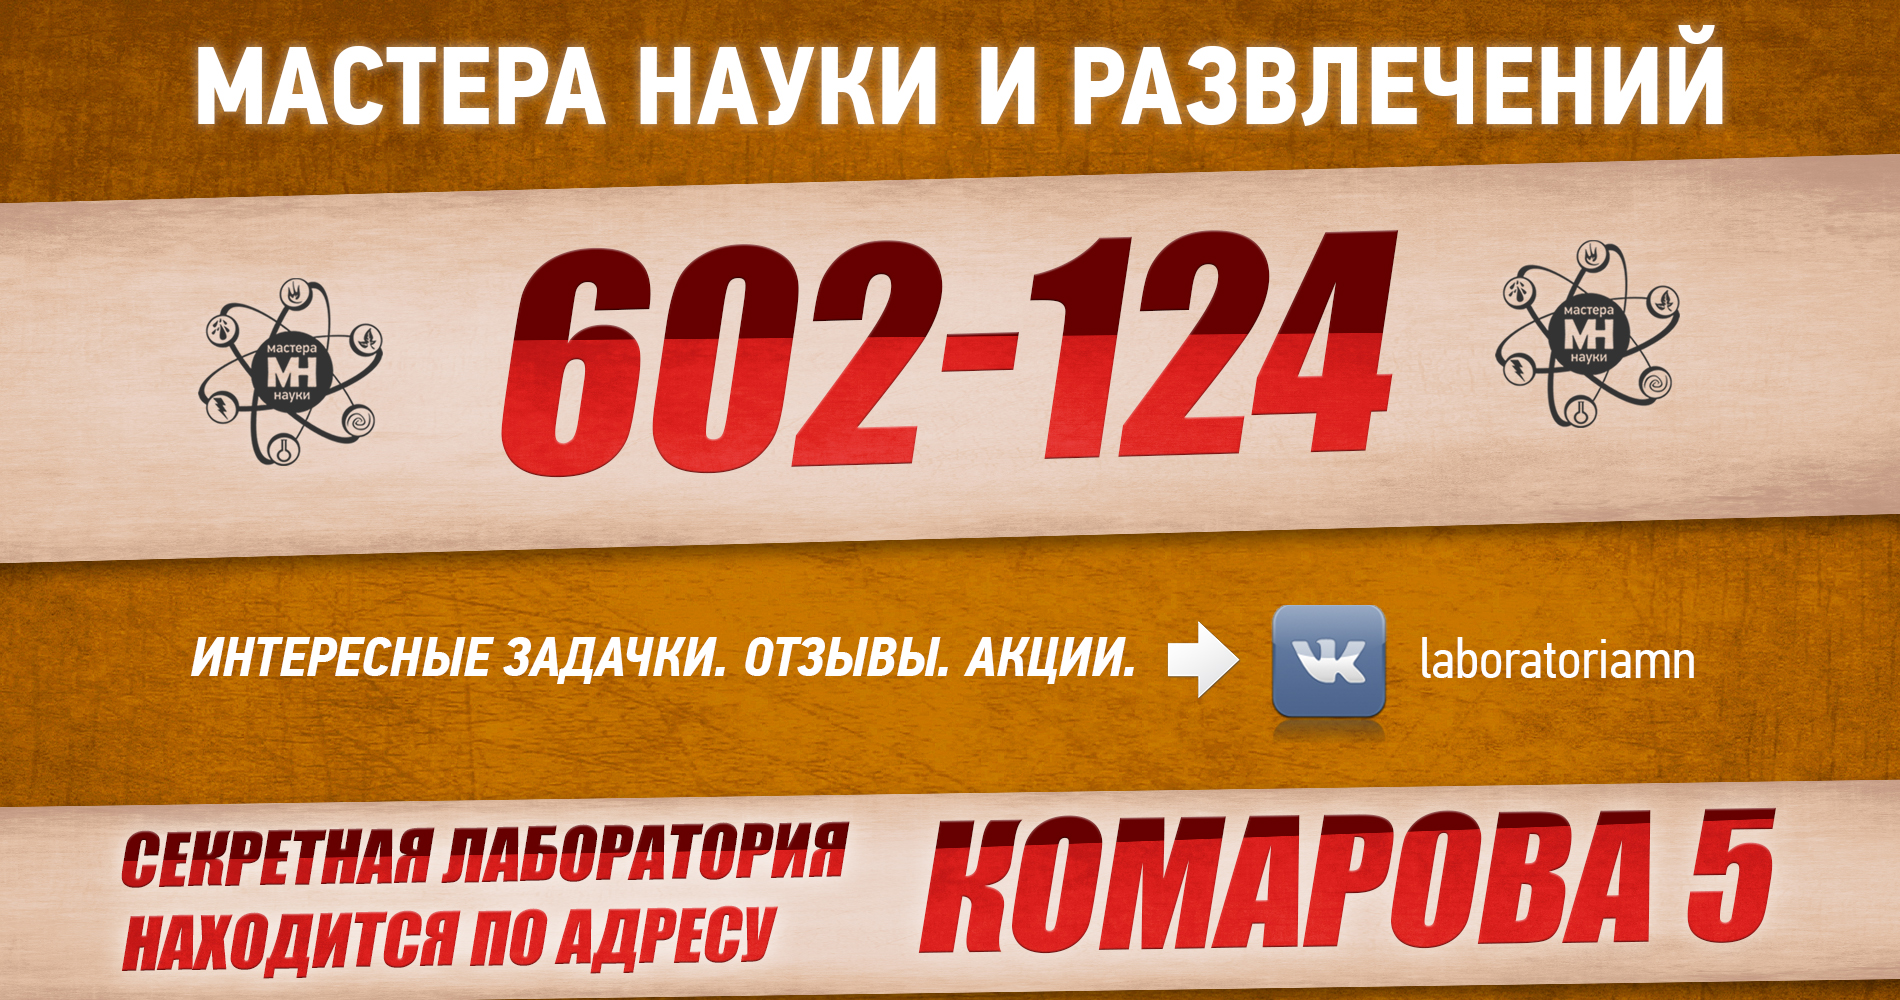 МАСТЕРА НАУКИ И РАЗВЛЕЧЕНИЙ
602-124
мастера
МН
науки
мастера
МН
науки
ИНТЕРЕСНЫЕ ЗАДАЧКИ. ОТЗЫВЫ. АКЦИИ.
laboratoriamn
СЕКРЕТНАЯ ЛАБОРАТОРИЯ
НАХОДИТСЯ ПО АДРЕСУ
КОМАРОВА 5